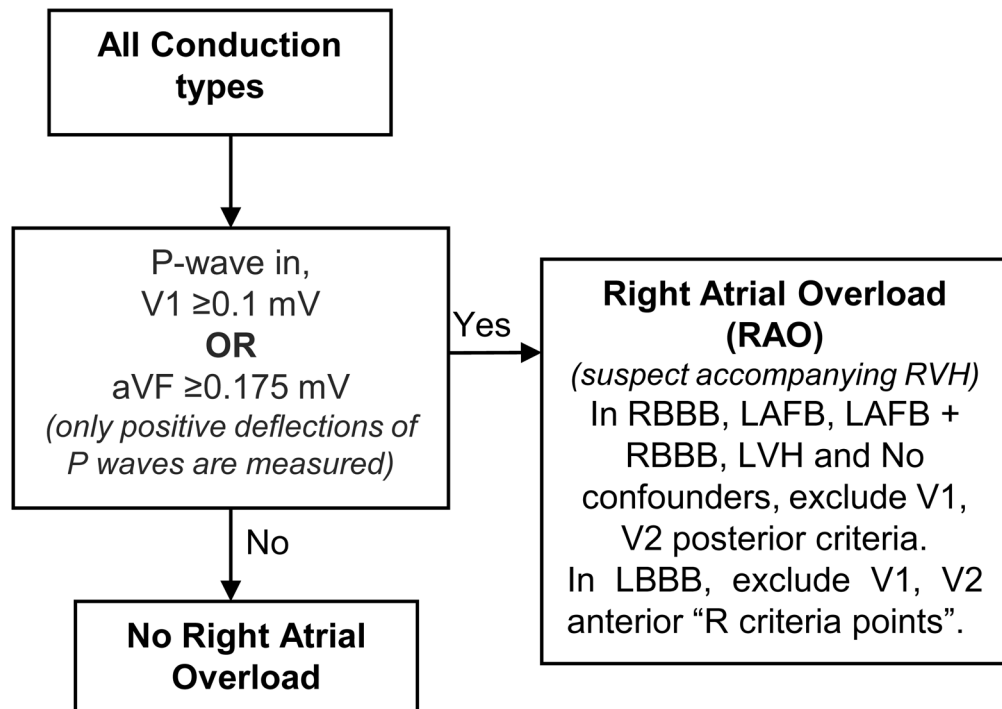 All Conduction
types
P-wave in,
V1 ≥0.1 mV
OR
aVF ≥0.175 mV
(only positive deflections of
P waves are measured)
Yes
Right Atrial Overload
(RAO)
(suspect accompanying RVH)
In RBBB, LAFB, LAFB +
RBBB, LVH and No
confounders, exclude V1,
V2 posterior criteria.
In LBBB, exclude V1, V2
anterior “R criteria points”.
No
No Right Atrial
Overload